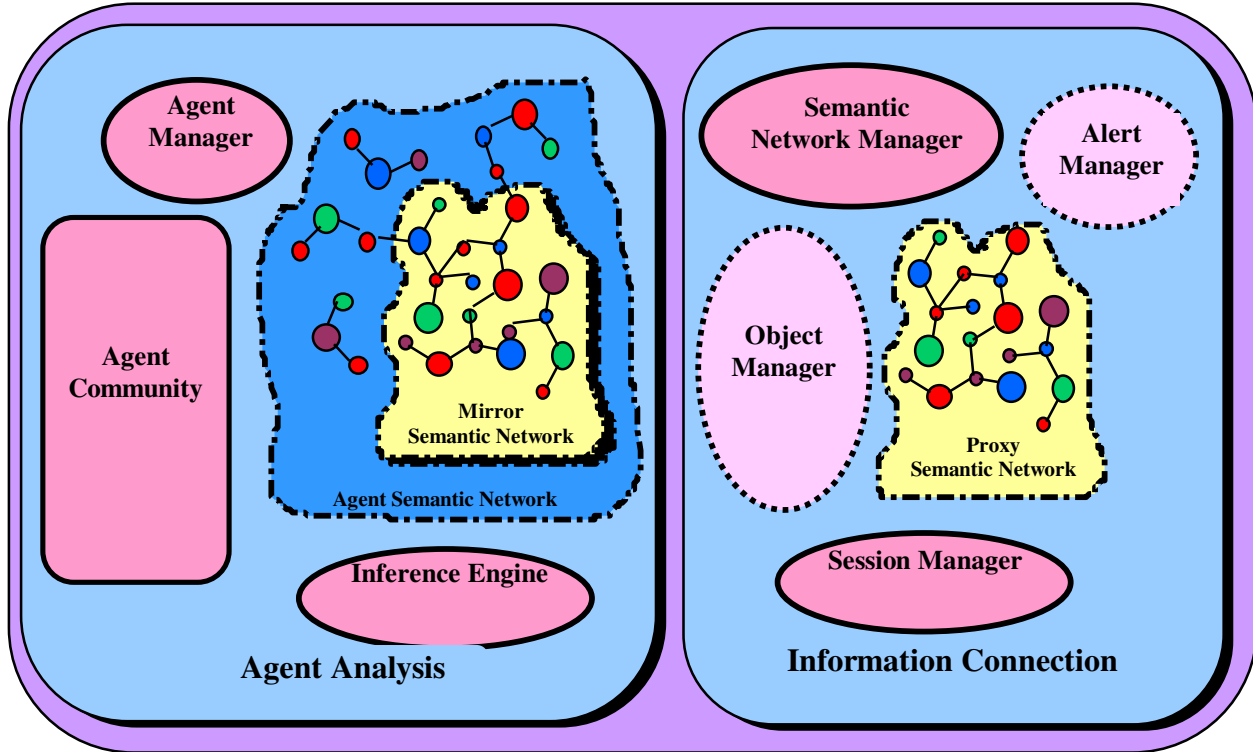 Agent
Manager
Agent
Community
Mirror
Semantic Network
Agent Semantic Network
Inference Engine
Agent Analysis
Semantic
Network Manager
Alert
Manager
Object
Manager
Proxy
Semantic Network
Session Manager
Information Connection